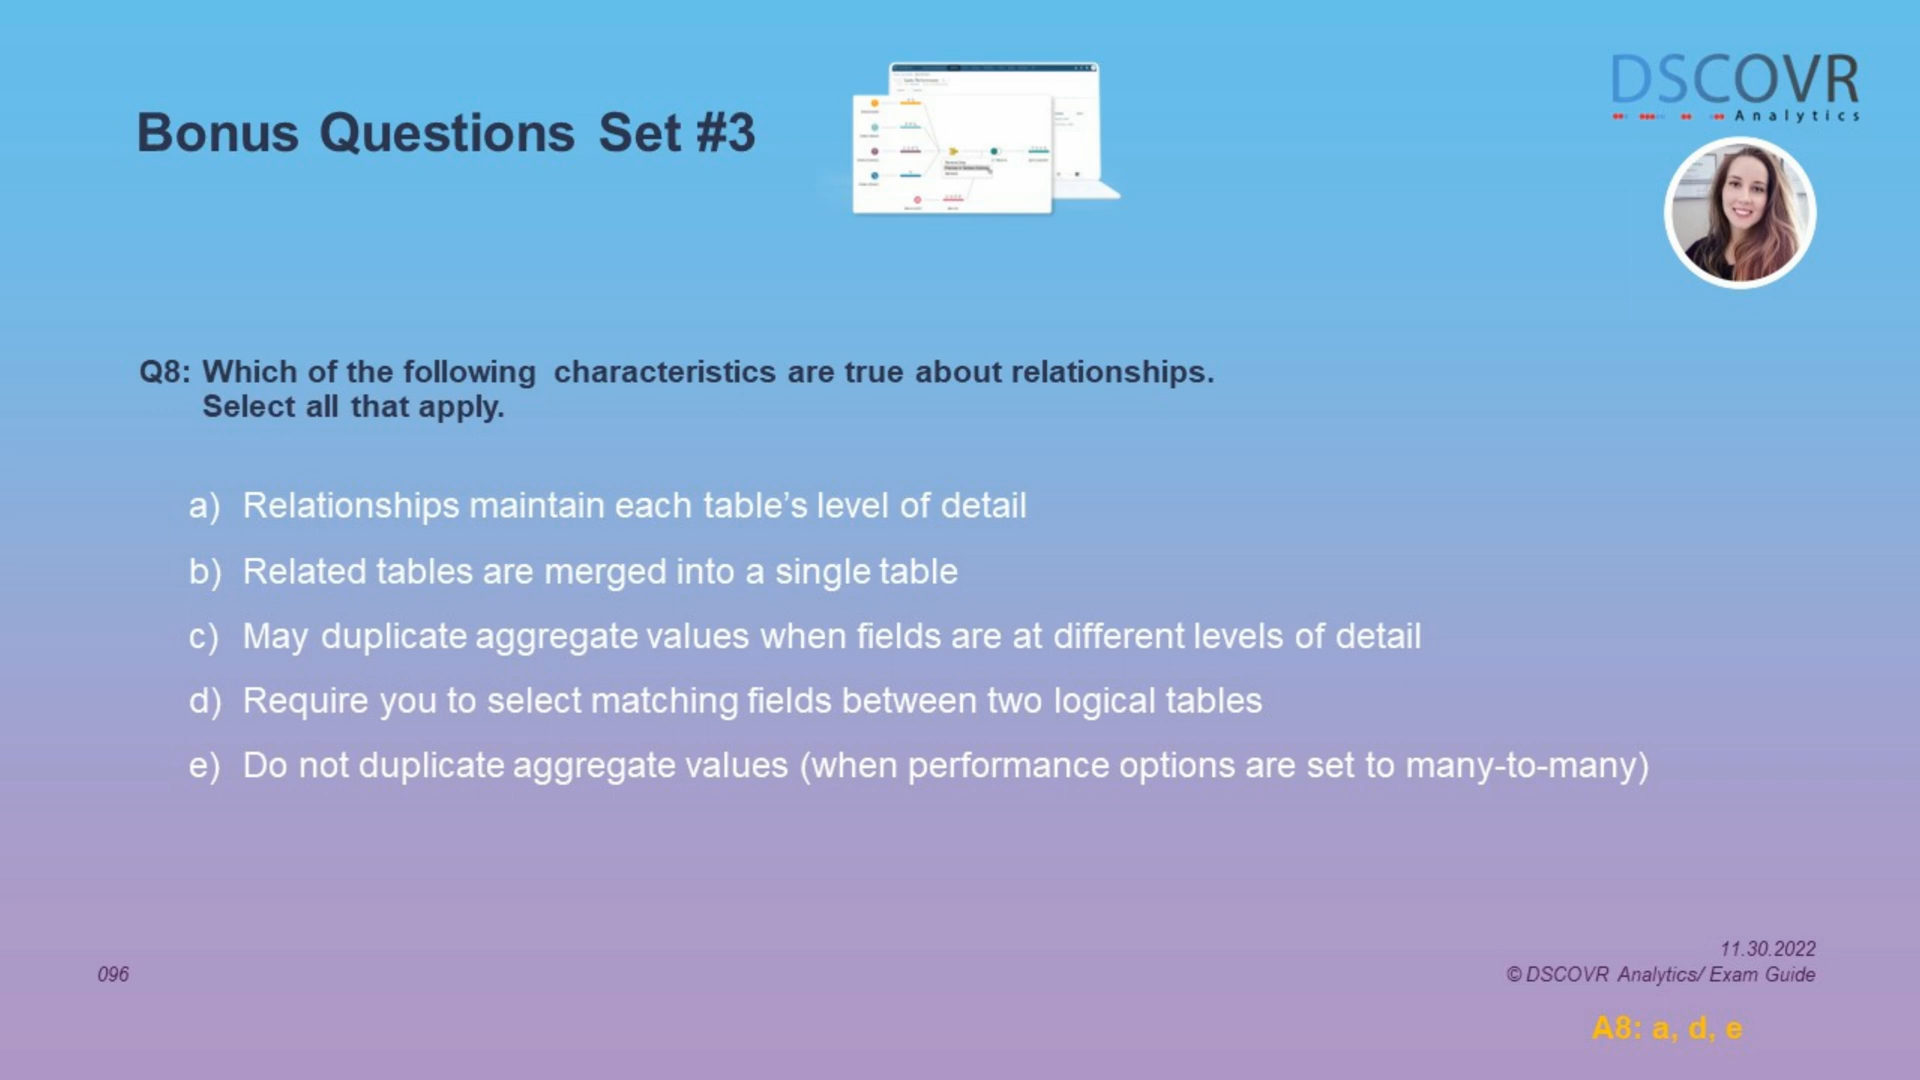 Bonus Questions Set #3
DSCOVR
Analytics
Q8: Which of the following characteristics are true about relationships.
Select all that apply.
a) Relationships maintain each table’s level of detail
b) Related tables are merged into a single table
c) May duplicate aggregate values when fields are at different levels of detail
d) Require you to select matching fields between two logical tables
e) Do not duplicate aggregate values (when performance options are set to many-to-many)
11.30.2022
096
© DSCOVR Analytics/ Exam Guide
A8: a, d, e